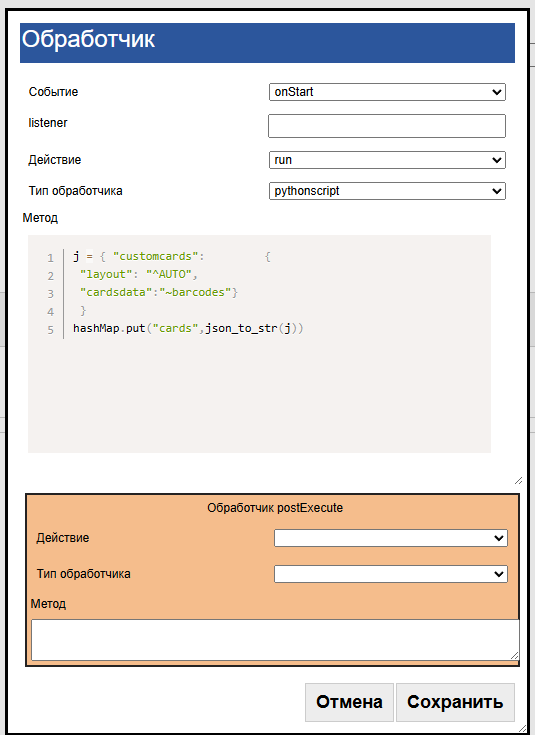 Обработчик
Событие onStart
listener
Действие run
Тип обработчика pythonscript
Метод
1 j = { "customcards": {
2 "layout": "^AUTO",
3 "cardsdata":"~barcodes"}
4 }
5 hashMap.put("cards",json_to_str(j))
Обработчик postExecute
Действие
Тип обработчика
Метод
Отмена Сохранить